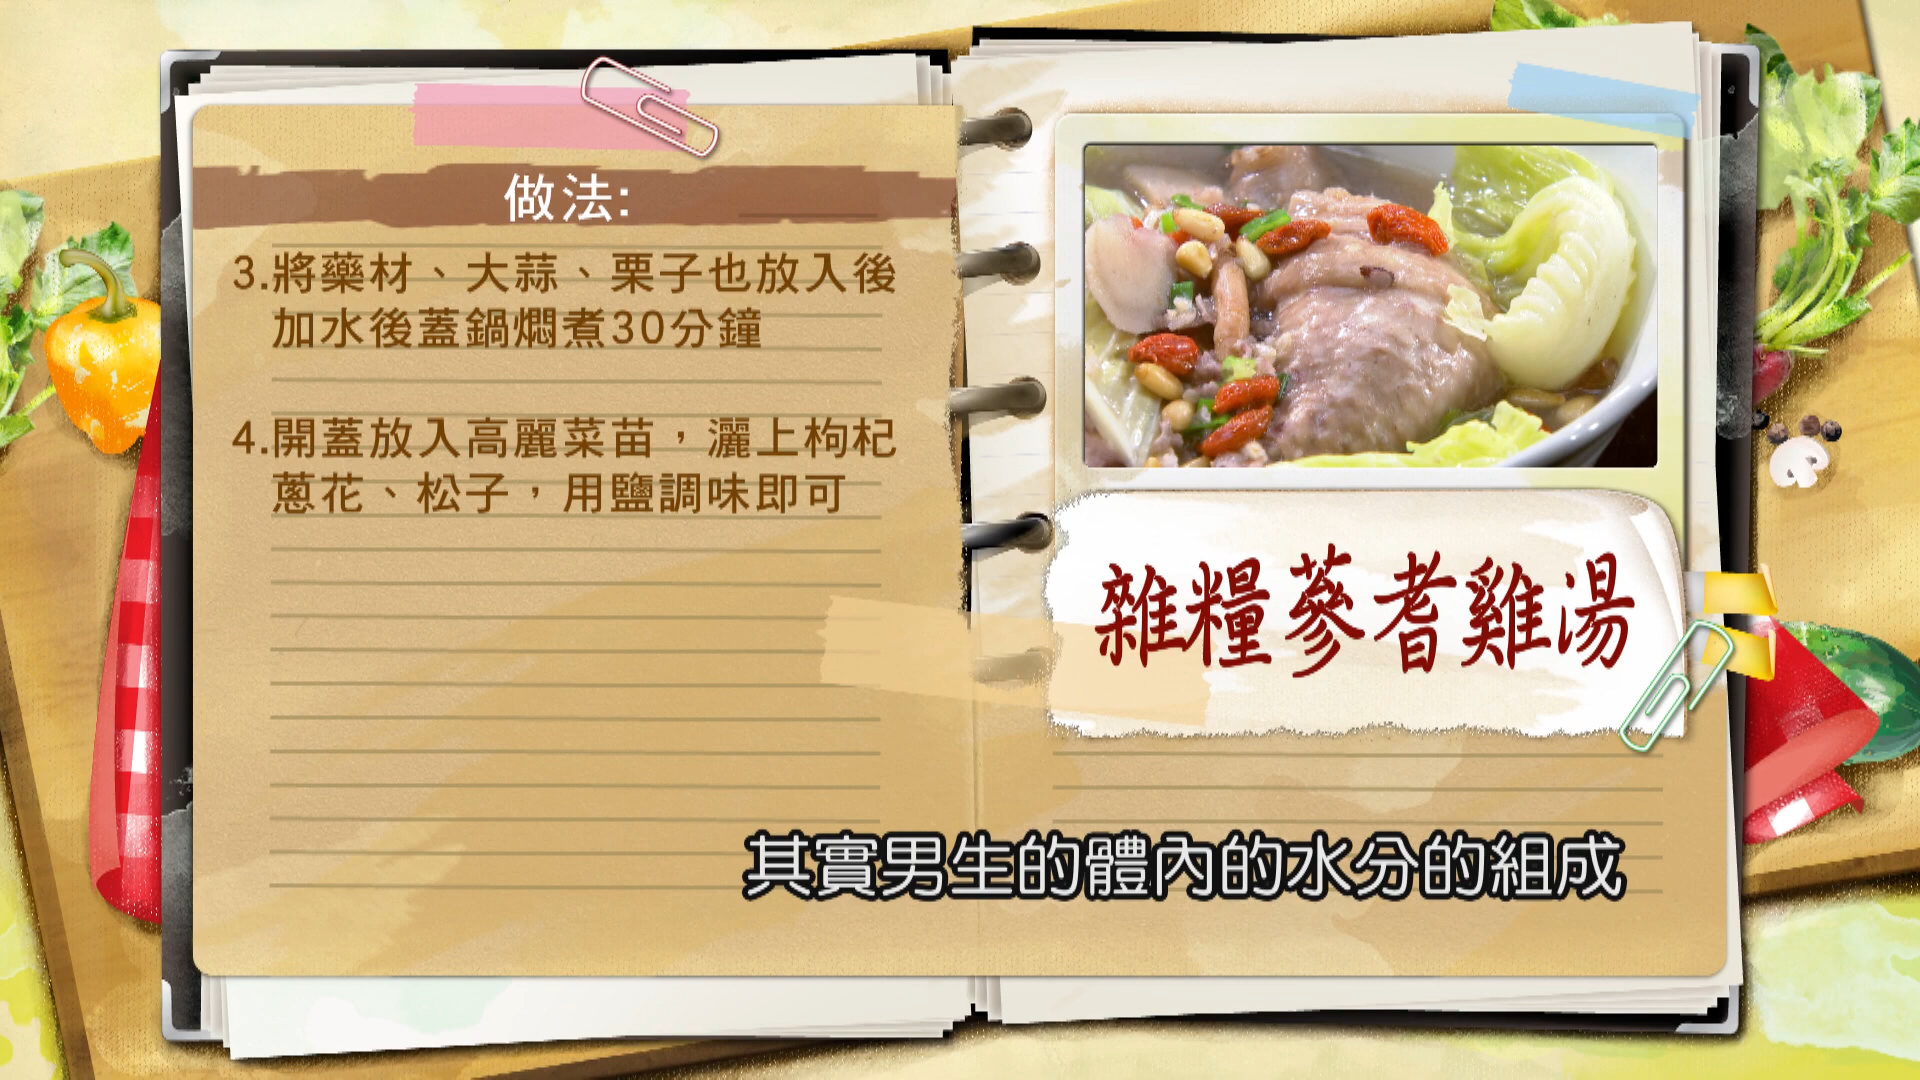 做法:
3.將藥材、大蒜、栗子也放入後
加水後蓋鍋燜煮30分鐘
4.開蓋放入高麗菜苗，灑上枸杞
蔥花、松子，用鹽調味即可
雜糧蔘耆雞湯
其實男生的體內的水分的組成